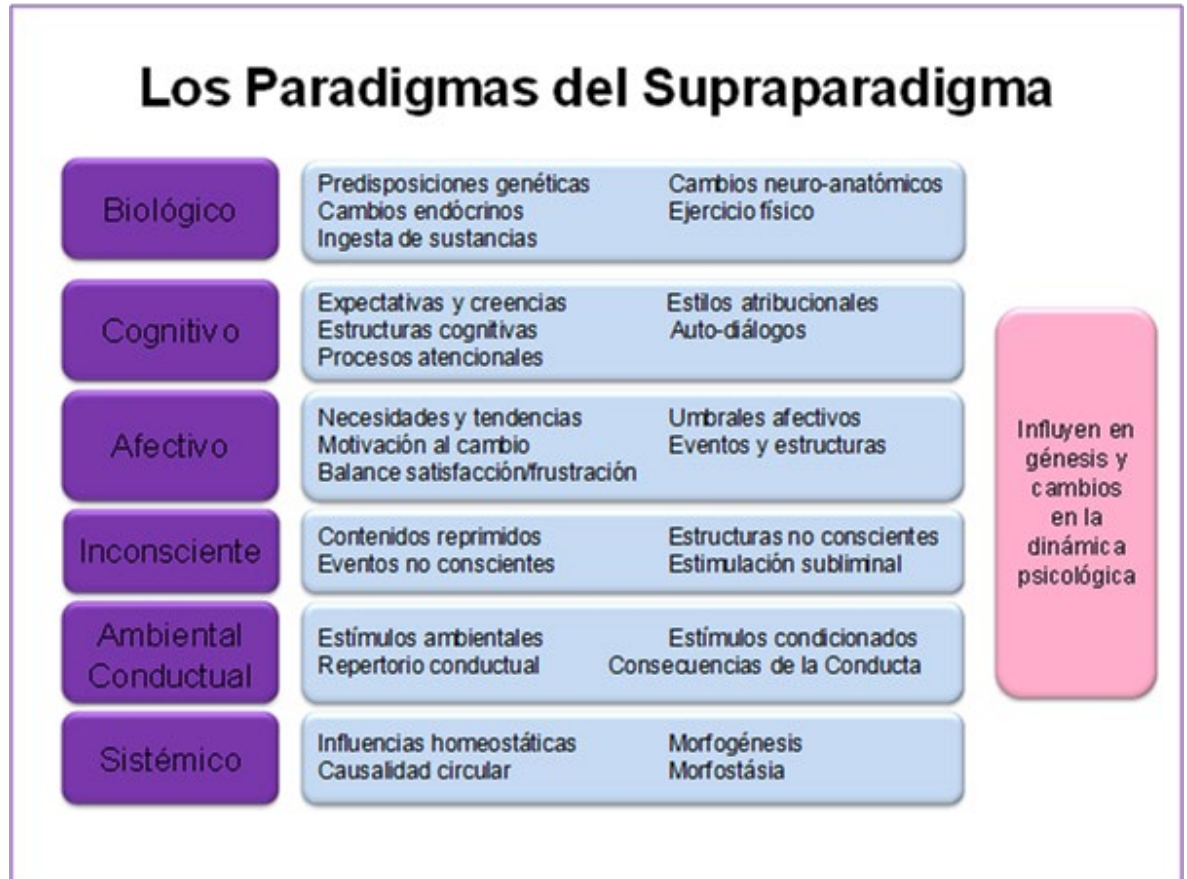 Los Paradigmas del Supraparadigma
Biológico
Predisposiciones genéticas Cambios neuro-anatómicos
Cambios endócrinos Ejercicio físico
Ingesta de sustancias
Cognitivo
Expectativas y creencias Estilos atribucionales
Estructuras cognitivas Auto-diálogos
Procesos atencionales
Afectivo
Necesidades y tendencias Umbrales afectivos
Motivación al cambio Eventos y estructuras
Balance satisfacción/frustración
Inconsciente
Contenidos reprimidos Estructuras no conscientes
Eventos no conscientes Estimulación subliminal
Ambiental
Conductual
Estímulos ambientales Estímulos condicionados
Repertorio conductual Consecuencias de la Conducta
Sistémico
Influencias homeostáticas Morfogénesis
Causalidad circular Morfostásia
Influyen en
génesis y
cambios
en la
dinámica
psicológica